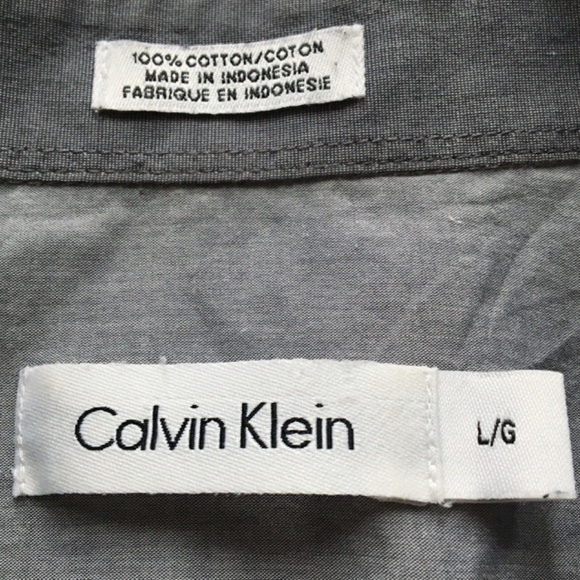 100% COTTON/COTON
MADE IN INDONESIA
FABRIQUE EN INDONESIE
Calvin Klein
L/G